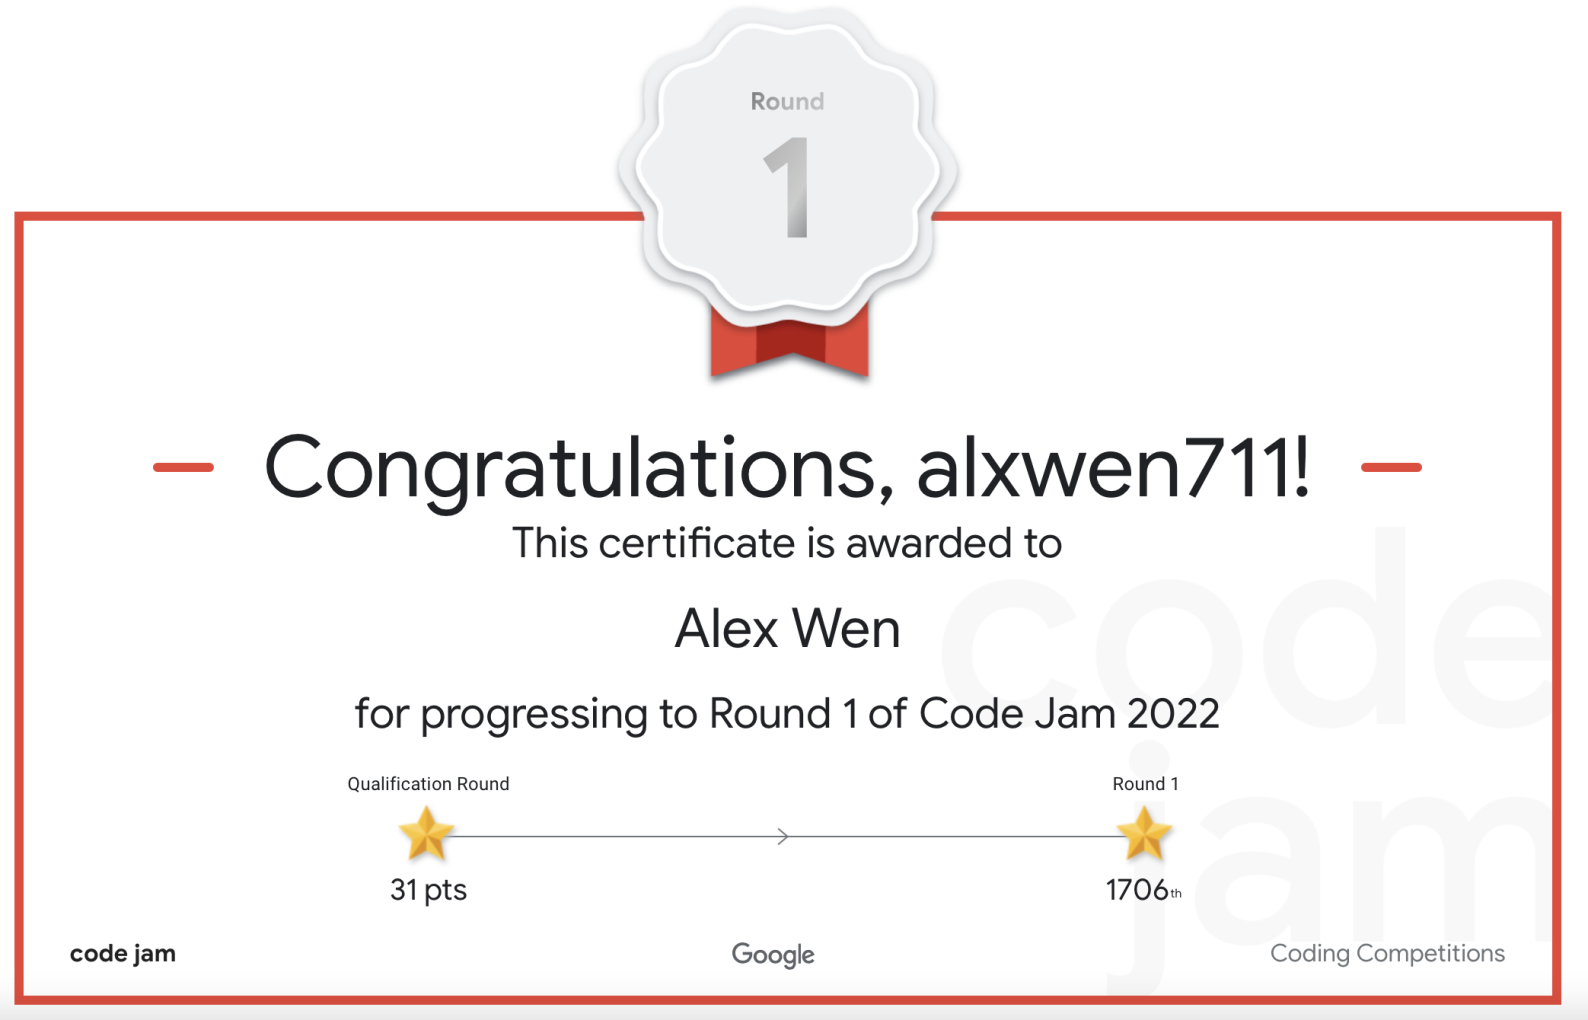 Round
1
Congratulations, alxwen711!
This certificate is awarded to
Alex Wen
for progressing to Round 1 of Code Jam 2022
Qualification Round
Round 1
31 pts
1706th
code jam
Google
Coding Competitions
code
jam